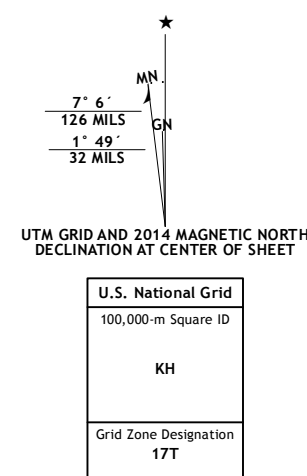 ★
MN
7° 6´
126 MILS
GN
1° 49´
32 MILS
UTM GRID AND 2014 MAGNETIC NORTH
DECLINATION AT CENTER OF SHEET
U.S. National Grid
100,000-m Square ID
KH
Grid Zone Designation
17T